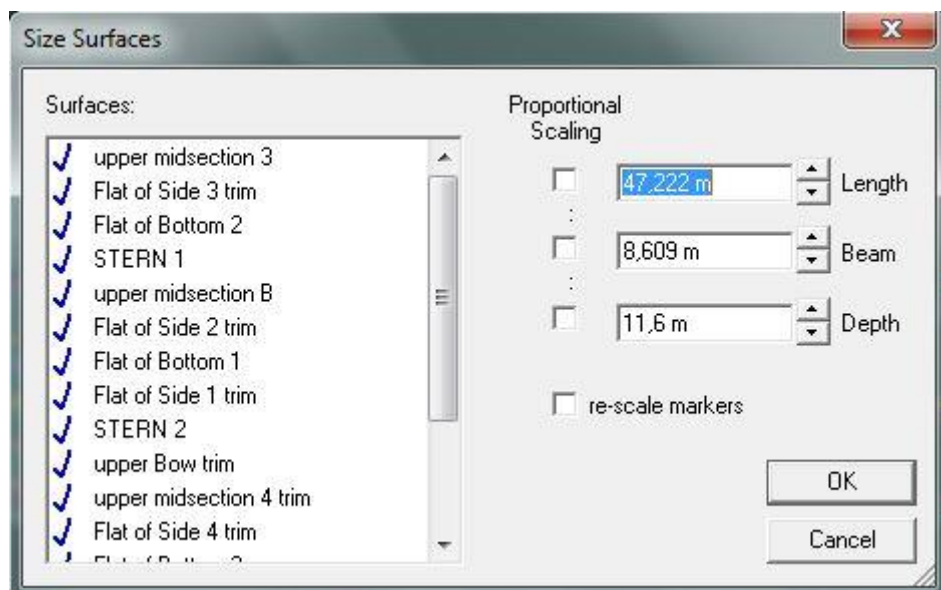 Size Surfaces
Surfaces:
upper midsection 3
Flat of Side 3 trim
Flat of Bottom 2
STERN 1
upper midsection B
Flat of Side 2 trim
Flat of Bottom 1
Flat of Side 1 trim
STERN 2
upper Bow trim
upper midsection 4 trim
Flat of Side 4 trim
Proportional
Scaling
47,222 m Length
:
8,609 m Beam
:
11,6 m Depth
re-scale markers
OK
Cancel